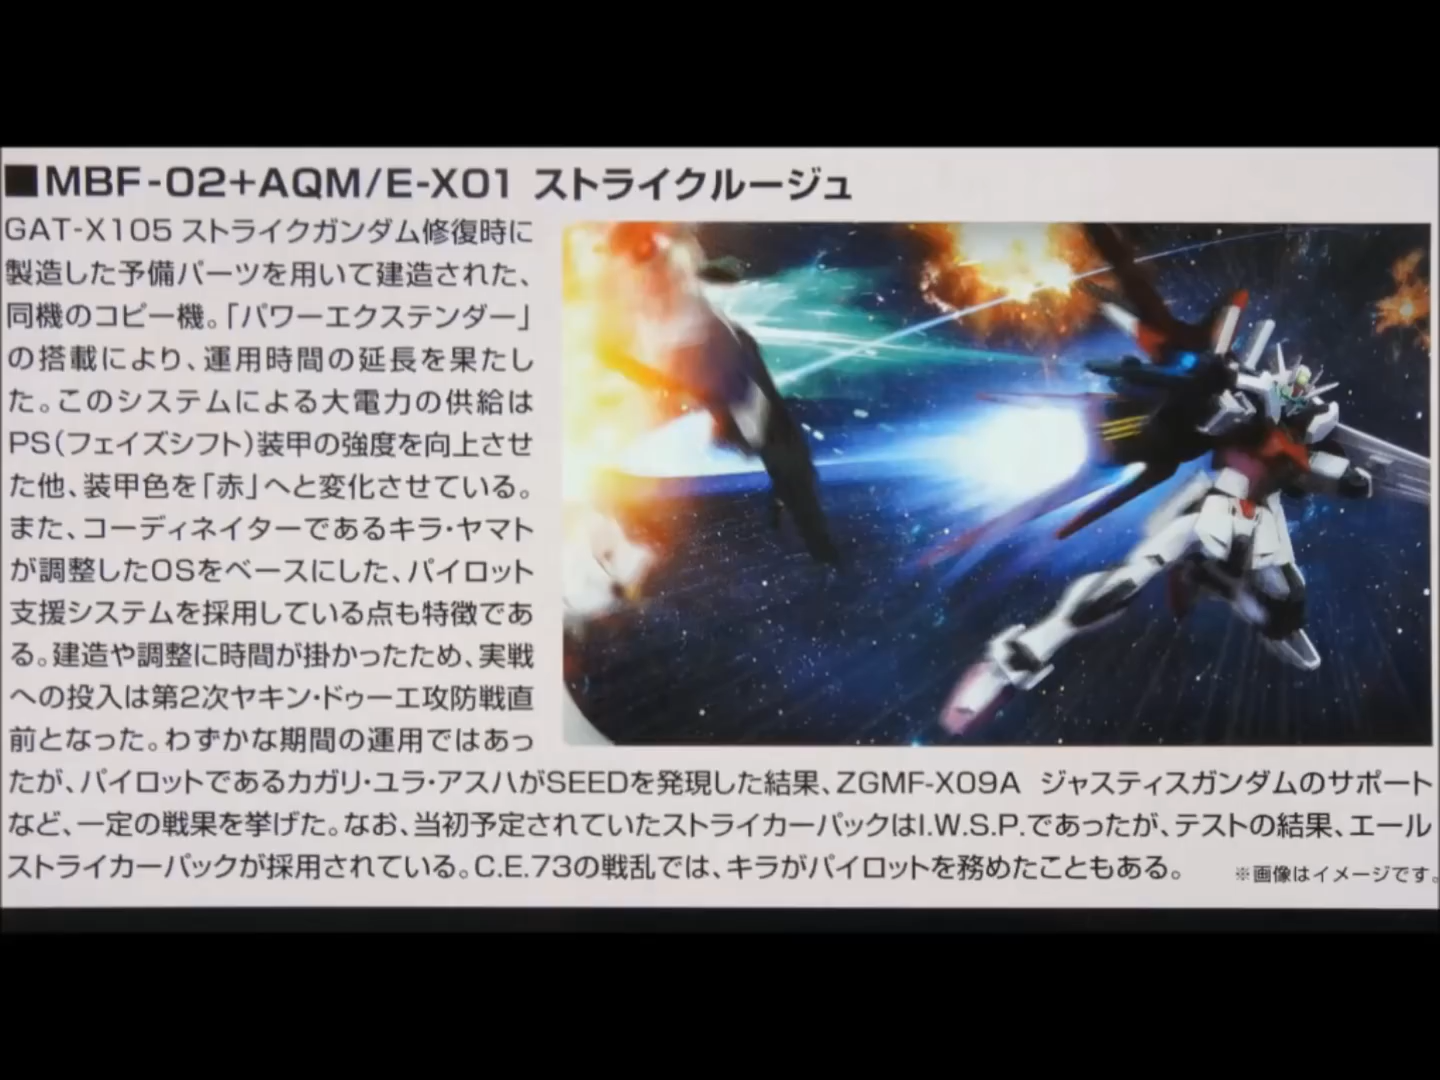 ■MBF-02+AQM/E-X01 ストライクルージュ
GAT-X105 ストライクガンダム修復時に
製造した予備パーツを用いて建造された、
同機のコピー機。「パワーエクステンダー」
の搭載により、運用時間の延長を果たし
た。このシステムによる大電力の供給は
PS(フェイズシフト)装甲の強度を向上させ
た他、装甲色を「赤」へと変化させている。
また、コーディネイターであるキラ・ヤマト
が調整したOSをベースにした、パイロット
支援システムを採用している点も特徴であ
る。建造や調整に時間が掛かったため、実戦
への投入は第2次ヤキン・ドゥーエ攻防戦直
前となった。わずかな期間の運用ではあっ
たが、パイロットであるカガリ・ユラ・アスハがSEEDを発現した結果、ZGMF-X09A ジャスティスガンダムのサポート
など、一定の戦果を挙げた。なお、当初予定されていたストライカーパックはI.W.S.P.であったが、テストの結果、エール
ストライカーパックが採用されている。C.E.73の戦乱では、キラがパイロットを務めたこともある。
※画像はイメージです。